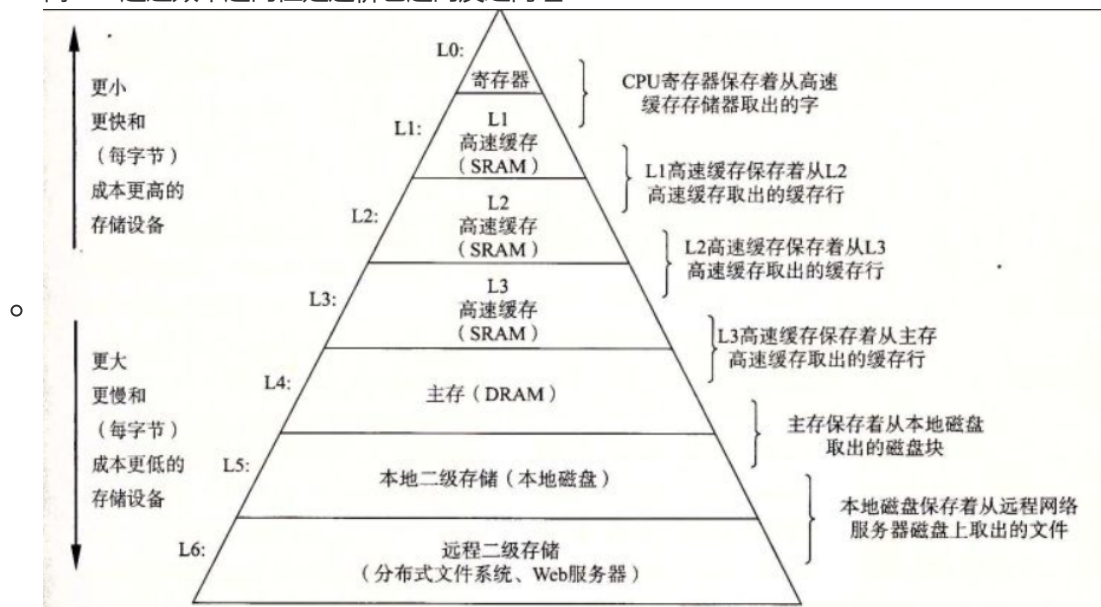 更小
更快和
（每字节）
成本更高的
存储设备
更大
更慢和
（每字节）
成本更低的
存储设备
L0:
寄存器
CPU寄存器保存着从高速
缓存存储器取出的字
L1:
L1
高速缓存
（SRAM）
L1高速缓存保存着从L2
高速缓存取出的缓存行
L2:
L2
高速缓存
（SRAM）
L2高速缓存保存着从L3
高速缓存取出的缓存行
L3:
L3
高速缓存
（SRAM）
L3高速缓存保存着从主存
高速缓存取出的缓存行
L4:
主存（DRAM）
主存保存着从本地磁盘
取出的磁盘块
L5:
本地二级存储（本地磁盘）
本地磁盘保存着从远程网络
服务器磁盘上取出的文件
L6:
远程二级存储
（分布式文件系统、Web服务器）